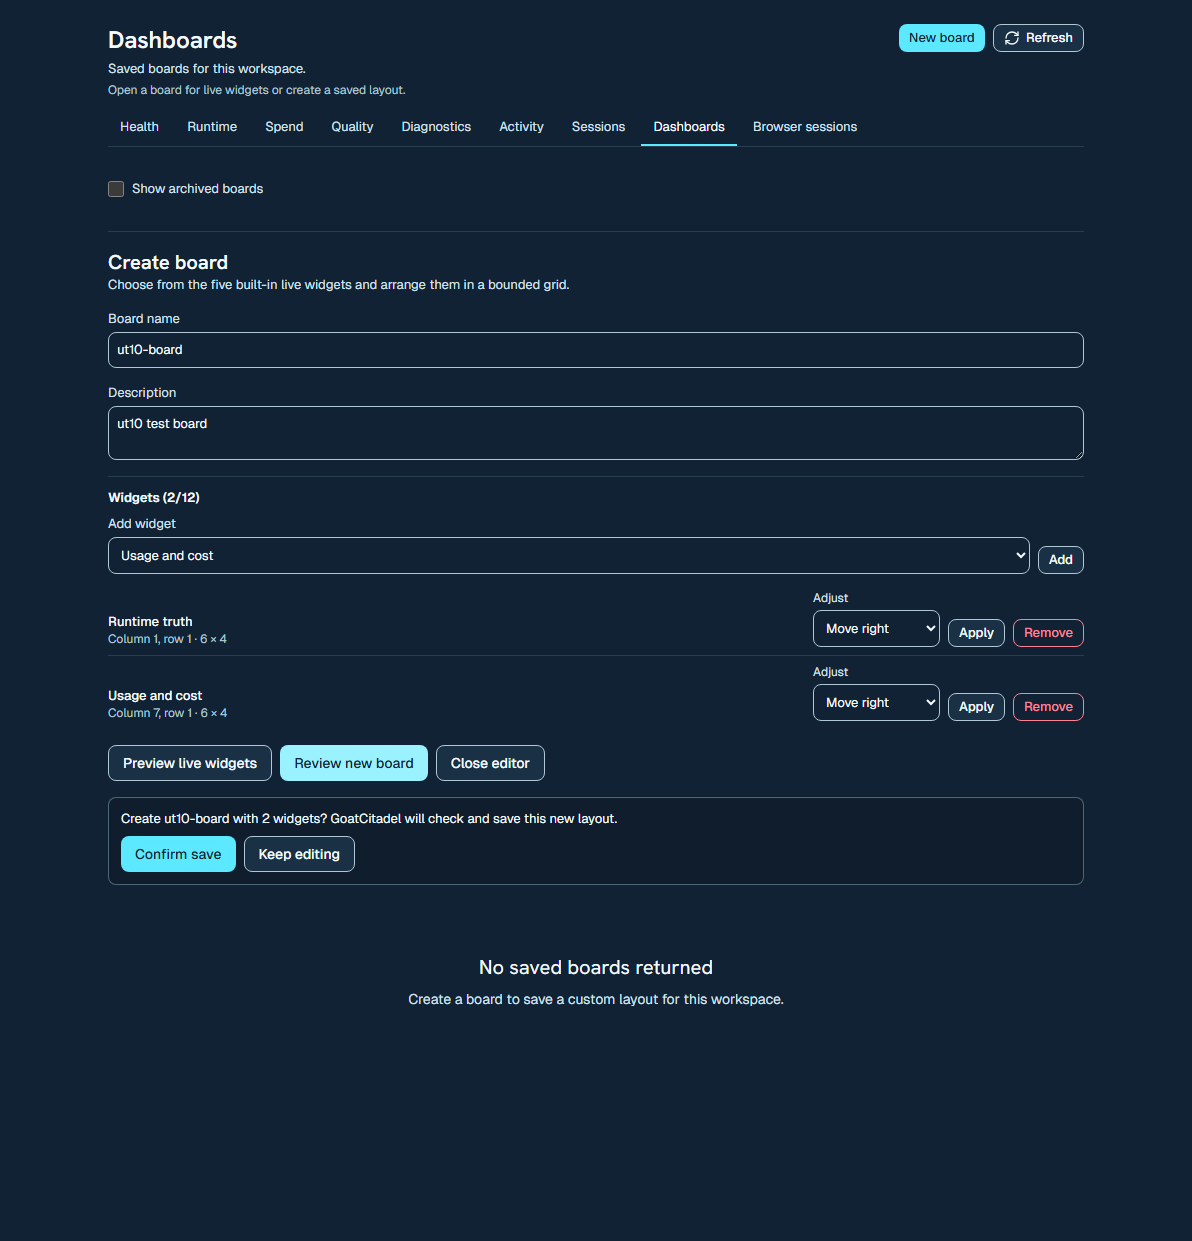 Dashboards
New board
Refresh
Saved boards for this workspace.
Open a board for live widgets or create a saved layout.
Health
Runtime
Spend
Quality
Diagnostics
Activity
Sessions
Dashboards
Browser sessions
Show archived boards
Create board
Choose from the five built-in live widgets and arrange them in a bounded grid.
Board name
ut10-board
Description
ut10 test board
Widgets (2/12)
Add widget
Usage and cost
Add
Adjust
Runtime truth
Column 1, row 1 · 6 × 4
Move right
Apply
Remove
Adjust
Usage and cost
Column 7, row 1 · 6 × 4
Move right
Apply
Remove
Preview live widgets
Review new board
Close editor
Create ut10-board with 2 widgets? GoatCitadel will check and save this new layout.
Confirm save
Keep editing
No saved boards returned
Create a board to save a custom layout for this workspace.